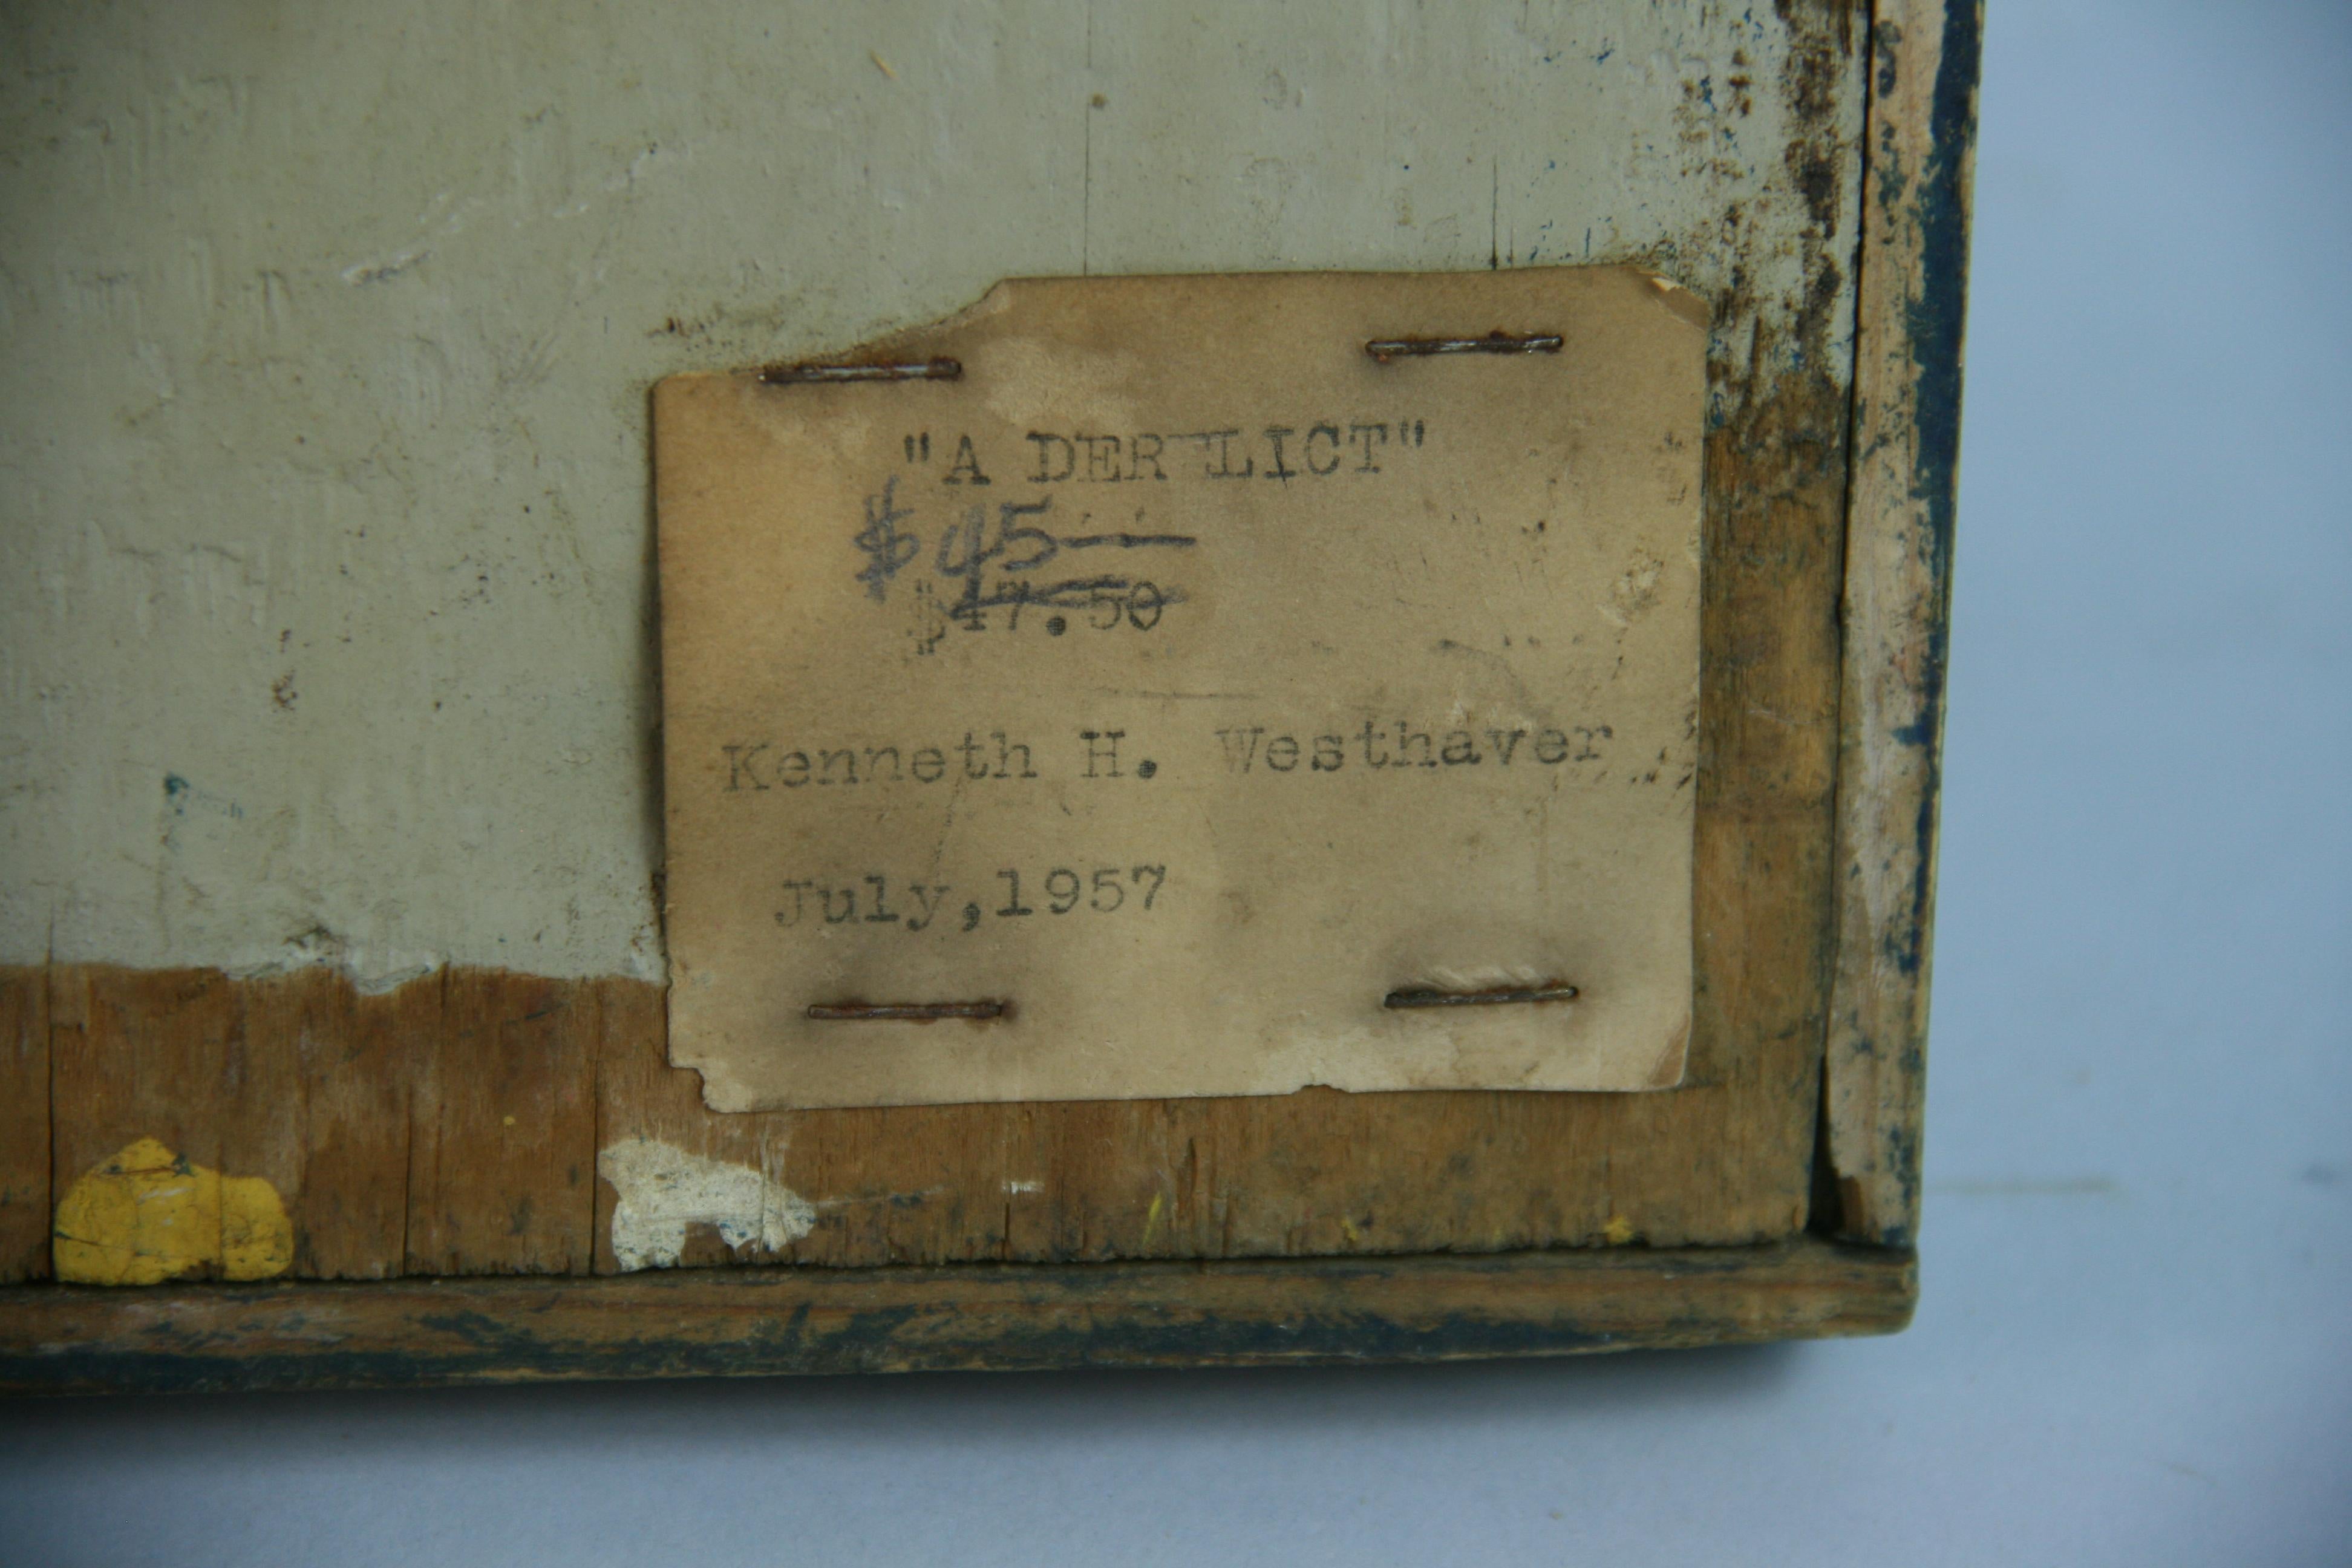 "A DERELICT"
$45—
$47.50
Kenneth H. Westhaver
July,1957